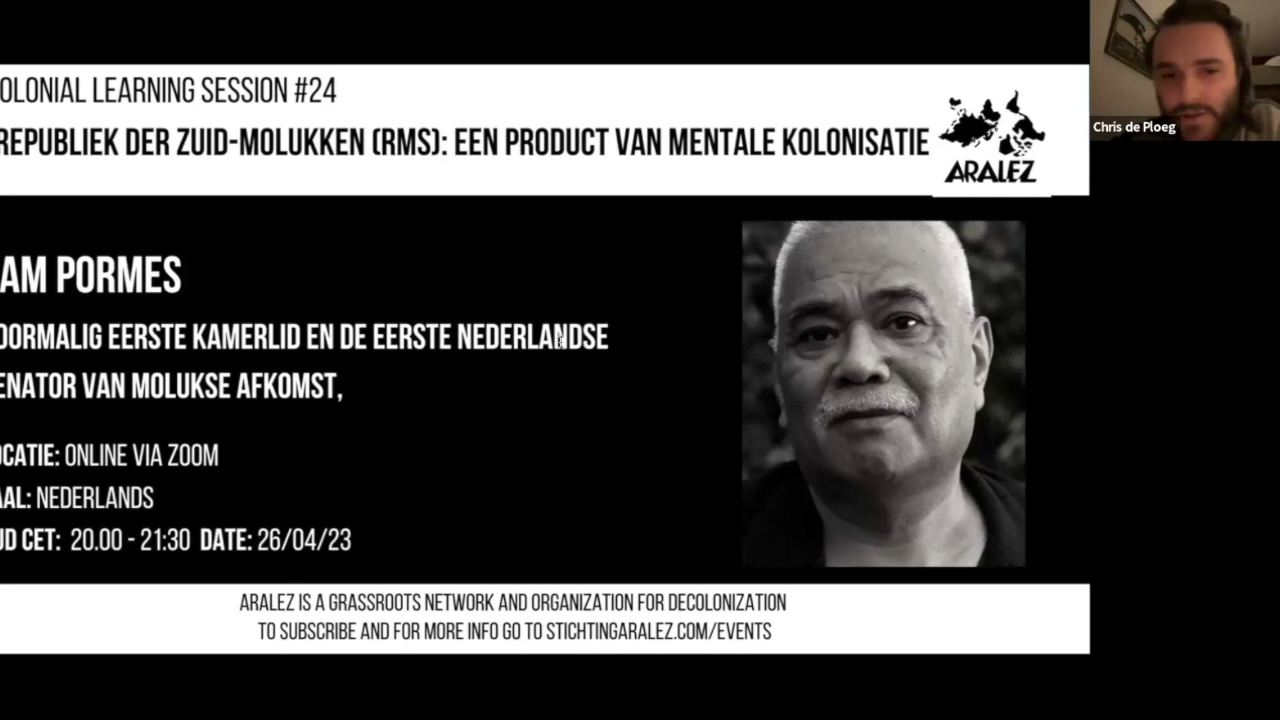 OLONIAL LEARNING SESSION #24
REPUBLIEK DER ZUID-MOLUKKEN (RMS): EEN PRODUCT VAN MENTALE KOLONISATIE
ARALEZ
Chris de Ploeg
AM PORMES
OORMALIG EERSTE KAMERLID EN DE EERSTE NEDERLANDSE
ENATOR VAN MOLUKSE AFKOMST,
OCATIE: ONLINE VIA ZOOM
AAL: NEDERLANDS
JD CET: 20.00 - 21:30 DATE: 26/04/23
ARALEZ IS A GRASSROOTS NETWORK AND ORGANIZATION FOR DECOLONIZATION
TO SUBSCRIBE AND FOR MORE INFO GO TO STICHTINGARALEZ.COM/EVENTS